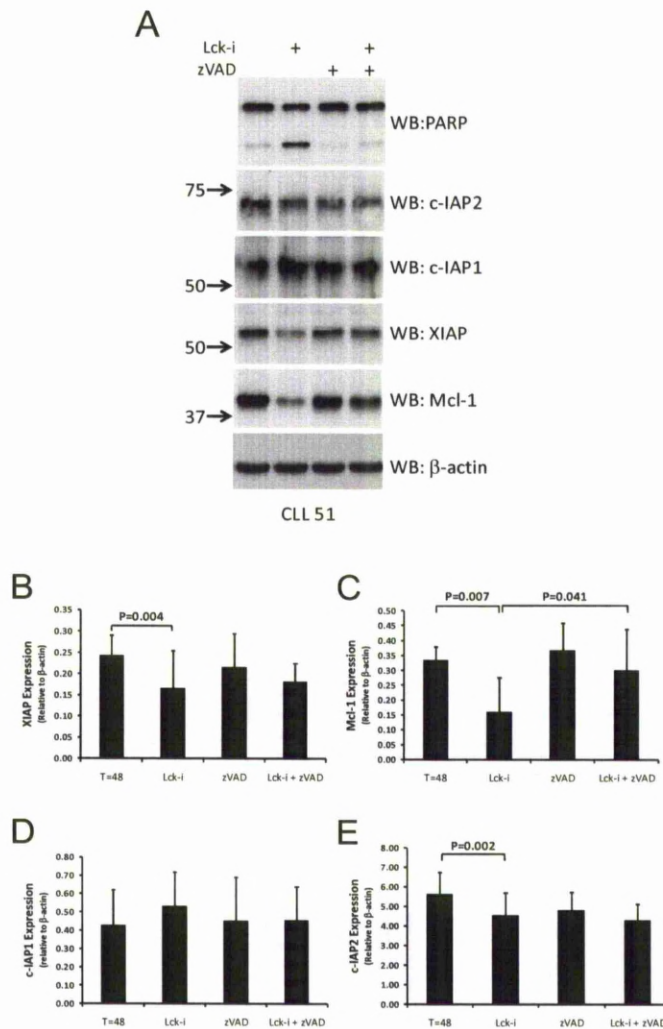 A
Lck-i + +
zVAD + +
WB:PARP
75→
WB: c-IAP2
WB: c-IAP1
50→
WB: XIAP
50→
WB: Mcl-1
37→
WB: β-actin
CLL 51
B
P=0.004
XIAP Expression
(Relative to β-actin)
0.35
0.30
0.25
0.20
0.15
0.10
0.05
0.00
T=48 Lck-i zVAD Lck-i + zVAD
C
P=0.007 P=0.041
Mcl-1 Expression
(Relative to β-actin)
0.50
0.45
0.40
0.35
0.30
0.25
0.20
0.15
0.10
0.05
0.00
T=48 Lck-i zVAD Lck-i + zVAD
D
c-IAP1 Expression
(relative to β-actin)
0.80
0.70
0.60
0.50
0.40
0.30
0.20
0.10
0.00
T=48 Lck-i zVAD Lck-i + zVAD
E
P=0.002
c-IAP2 Expression
(Relative to β-actin)
8.00
7.00
6.00
5.00
4.00
3.00
2.00
1.00
0.00
T=48 Lck-i zVAD Lck-i + zVAD